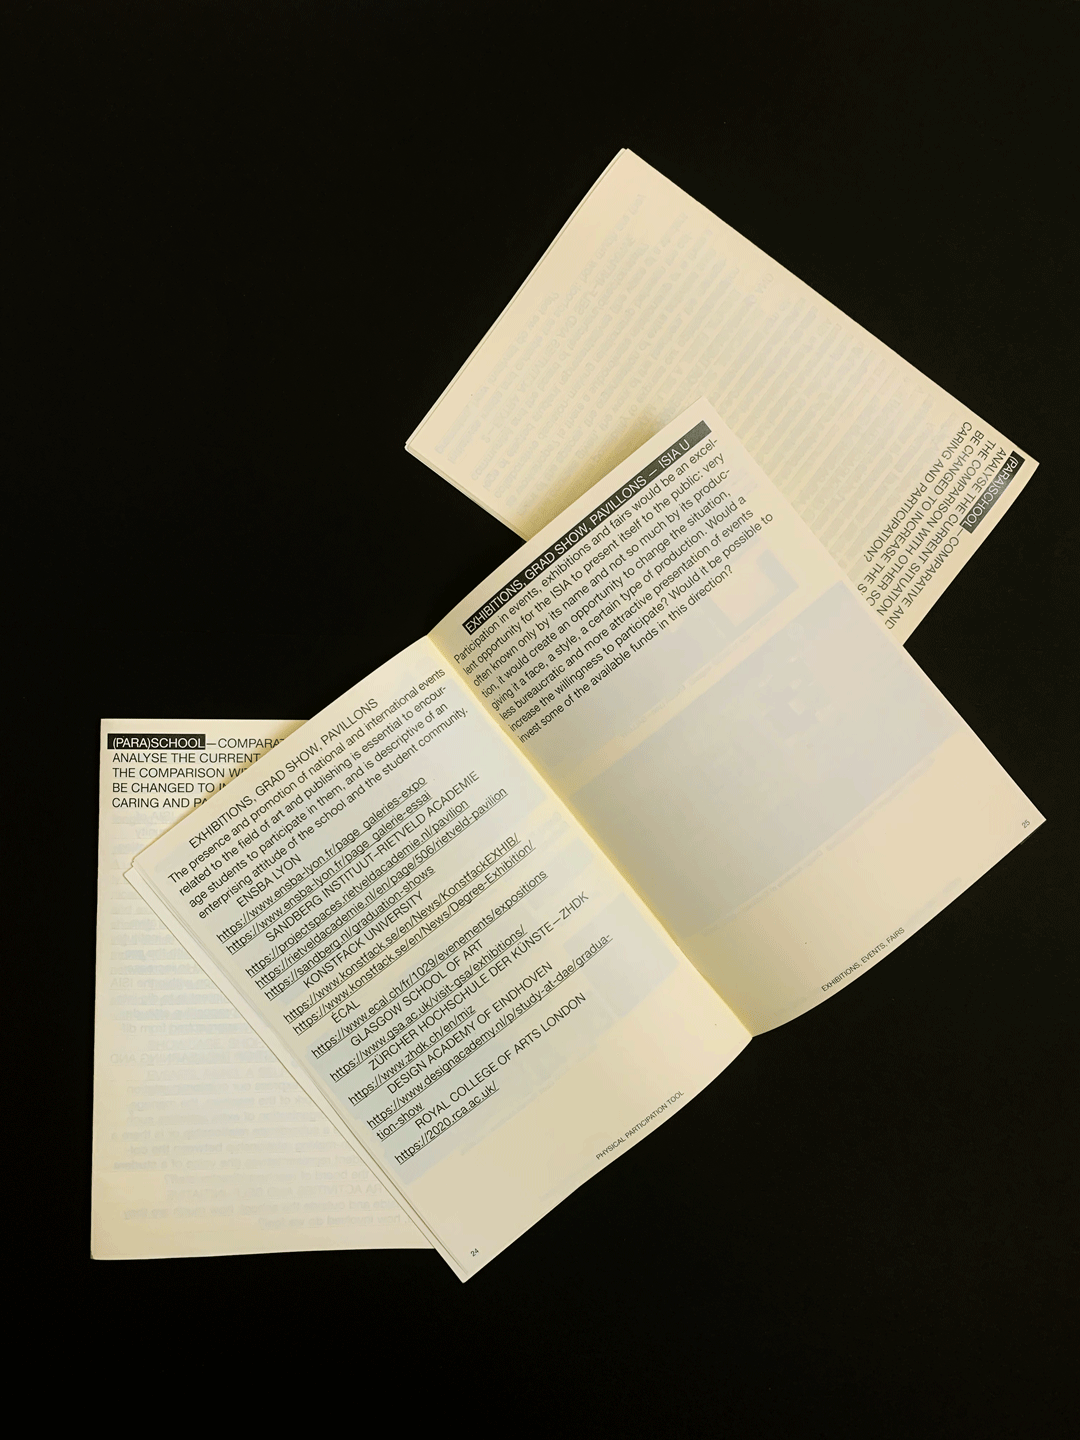 (PARA)SCHOOL—COMPARAT
ANALYSE THE CURRENT
THE COMPARISON WI
BE CHANGED TO IN
CARING AND PA
EXHIBITIONS, GRAD SHOW, PAVILLONS
The presence and promotion of national and international events
related to the field of art and publishing is essential to encour-
age students to participate in them, and is descriptive of an
enterprising attitude of the school and the student community.
ENSBA LYON
https://www.ensba-lyon.fr/page_galeries-expo
https://www.ensba-lyon.fr/page_galerie-essai
SANDBERG INSTITUUT–RIETVELD ACADEMIE
https://projectspaces.rietveldacademie.nl/pavilion
https://rietveldacademie.nl/en/page/506/rietveld-pavilion
https://sandberg.nl/graduation-shows
KONSTFACK UNIVERSITY
https://www.konstfack.se/en/News/KonstfackEXHIB/
https://www.konstfack.se/en/News/Degree-Exhibition/
ÉCAL
https://www.ecal.ch/fr/1029/evenements/expositions
GLASGOW SCHOOL OF ART
https://www.gsa.ac.uk/visit-gsa/exhibitions/
ZÜRCHER HOCHSCHULE DER KÜNSTE—ZHDK
https://www.zhdk.ch/en/miz
DESIGN ACADEMY OF EINDHOVEN
https://www.designacademy.nl/p/study-at-dae/gradua-
tion-show
ROYAL COLLEGE OF ARTS LONDON
https://2020.rca.ac.uk/
24
PHYSICAL PARTICIPATION TOOL
EXHIBITIONS, GRAD SHOW, PAVILLONS — ISIA U
Participation in events, exhibitions and fairs would be an excel-
lent opportunity for the ISIA to present itself to the public: very
often known only by its name and not so much by its produc-
tion, it would create an opportunity to change the situation,
giving it a face, a style, a certain type of production. Would a
less bureaucratic and more attractive presentation of events
increase the willingness to participate? Would it be possible to
invest some of the available funds in this direction?
EXHIBITIONS, EVENTS, FAIRS
25
(PARA)SCHOOL—COMPARATIVE AND
ANALYSE THE CURRENT SITUATION
THE COMPARISON WITH OTHER SC
BE CHANGED TO INCREASE THE S
CARING AND PARTICIPATION?